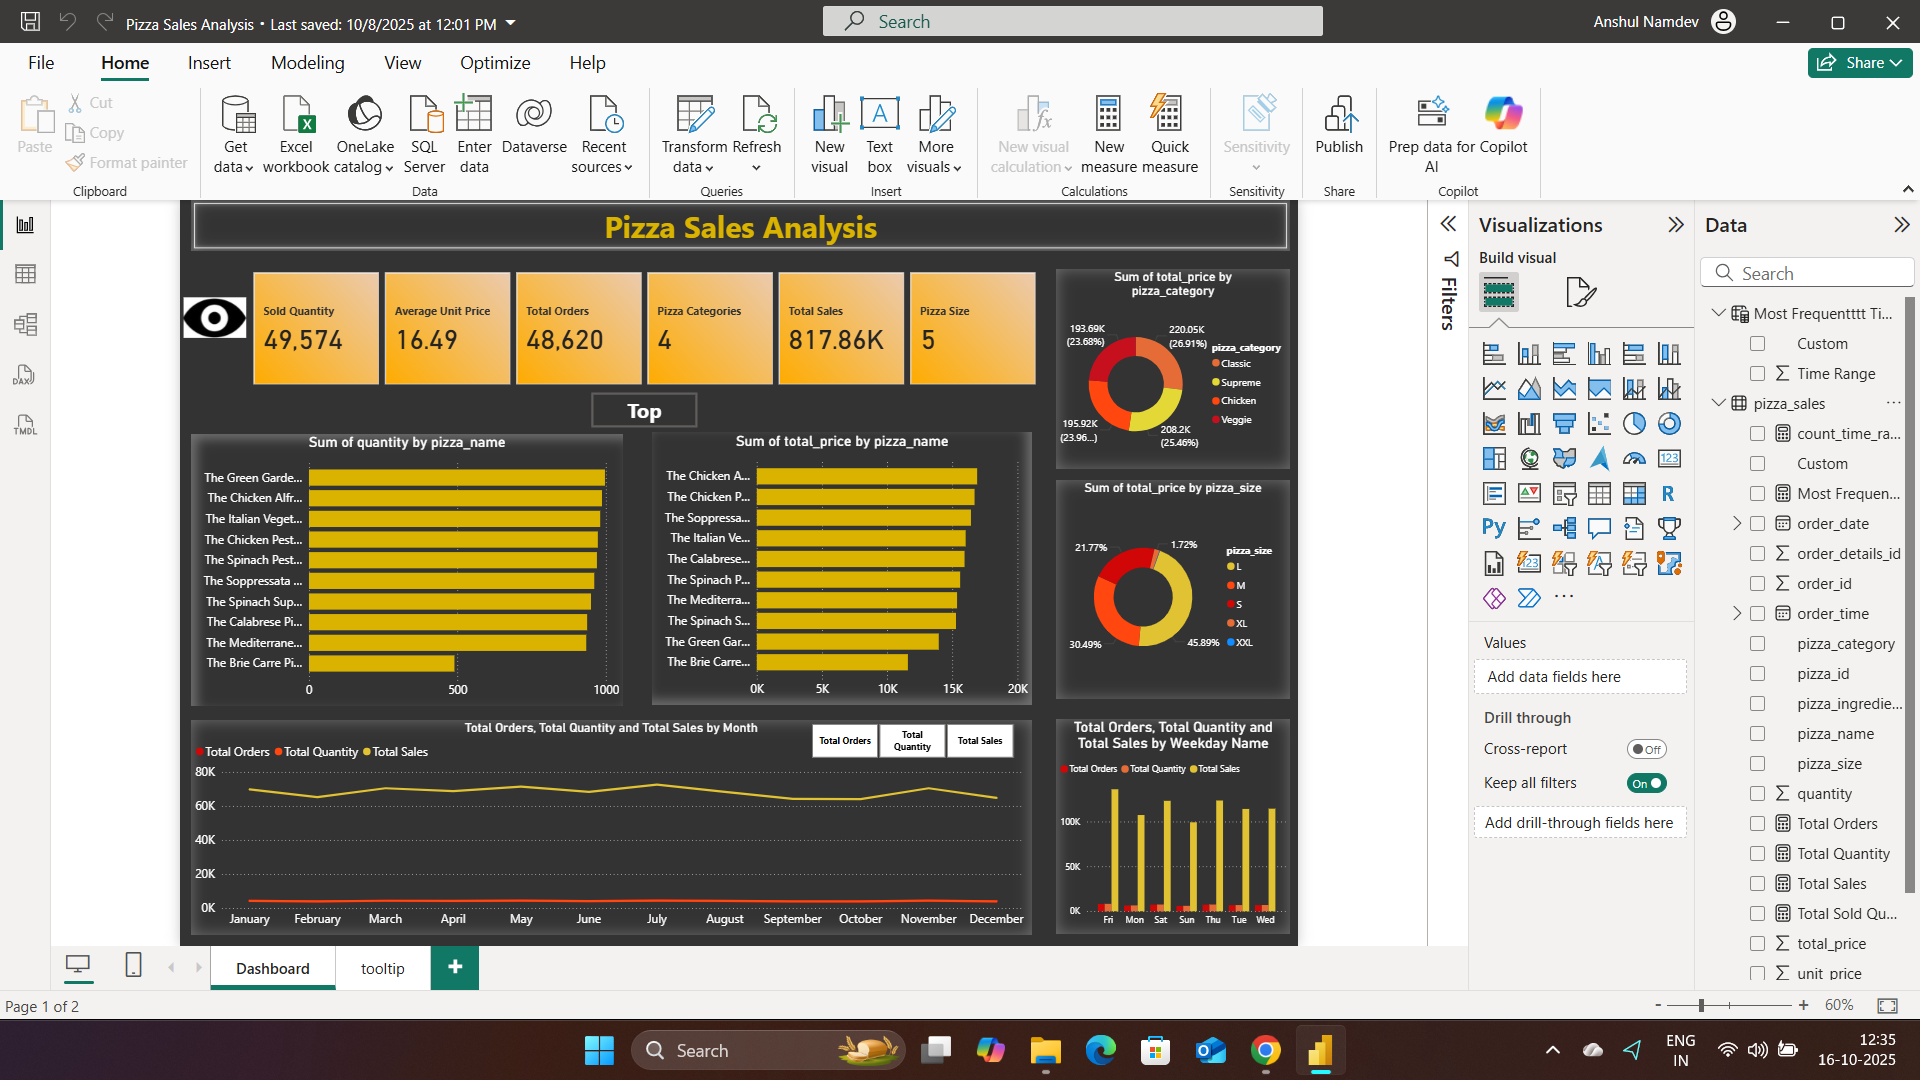 Pizza Sales Analysis • Last saved: 10/8/2025 at 12:01 PM
Search
Anshul Namdev
File
Home
Insert
Modeling
View
Optimize
Help
Share
Paste
Cut
Copy
Format painter
Clipboard
Get data
Excel workbook
OneLake catalog
SQL Server
Enter data
Dataverse
Recent sources
Data
Transform data
Refresh
Queries
New visual
Text box
More visuals
Insert
New visual calculation
New measure
Quick measure
Calculations
Sensitivity
Sensitivity
Publish
Share
Prep data for AI
Copilot
Copilot
DAX
TMDL
Pizza Sales Analysis
Sold Quantity
49,574
Average Unit Price
16.49
Total Orders
48,620
Pizza Categories
4
Total Sales
817.86K
Pizza Size
5
Top
Sum of quantity by pizza_name
The Green Garde...
The Chicken Alfr...
The Italian Veget...
The Chicken Pest...
The Spinach Pest...
The Soppressata ...
The Spinach Sup...
The Calabrese Pi...
The Mediterrane...
The Brie Carre Pi...
0
500
1000
Sum of total_price by pizza_name
The Chicken A...
The Chicken P...
The Soppressa...
The Italian Ve...
The Calabrese...
The Spinach P...
The Mediterra...
The Spinach S...
The Green Gar...
The Brie Carre...
0K
5K
10K
15K
20K
Sum of total_price by
pizza_category
193.69K
(23.68%)
220.05K
(26.91%)
195.92K
(23.96...)
208.2K
(25.46%)
pizza_category
Classic
Supreme
Chicken
Veggie
Sum of total_price by pizza_size
21.77%
1.72%
30.49%
45.89%
pizza_size
L
M
S
XL
XXL
Total Orders, Total Quantity and Total Sales by Month
Total Orders
Total Quantity
Total Sales
Total Orders
Total
Quantity
Total Sales
80K
60K
40K
20K
0K
January
February
March
April
May
June
July
August
September
October
November
December
Total Orders, Total Quantity and
Total Sales by Weekday Name
Total Orders
Total Quantity
Total Sales
100K
50K
0K
Fri
Mon
Sat
Sun
Thu
Tue
Wed
Filters
Visualizations
Build visual
123
R
Py
123
Values
Add data fields here
Drill through
Cross-report
Off
Keep all filters
On
Add drill-through fields here
Data
Search
Most Frequentttt Ti...
Custom
Time Range
pizza_sales
count_time_ra...
Custom
Most Frequen...
order_date
order_details_id
order_id
order_time
pizza_category
pizza_id
pizza_ingredie...
pizza_name
pizza_size
quantity
Total Orders
Total Quantity
Total Sales
Total Sold Qu...
total_price
unit_price
Dashboard
tooltip
Page 1 of 2
- + 60%
Search
ENG
IN
12:35
16-10-2025